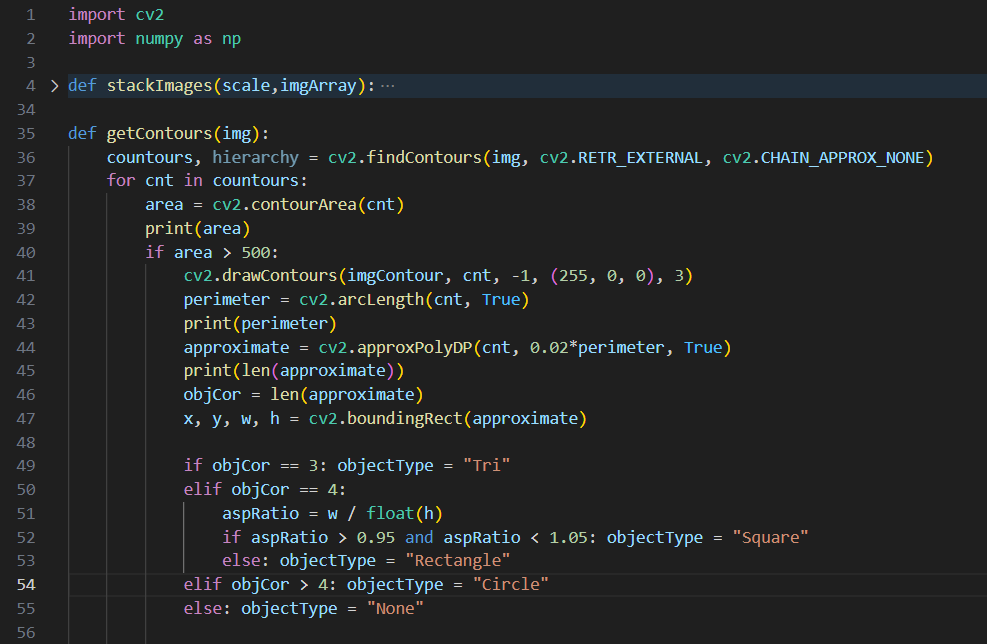 1 import cv2
2 import numpy as np
3
4 > def stackImages(scale,imgArray): ···
34
35 def getContours(img):
36 countours, hierarchy = cv2.findContours(img, cv2.RETR_EXTERNAL, cv2.CHAIN_APPROX_NONE)
37 for cnt in countours:
38 area = cv2.contourArea(cnt)
39 print(area)
40 if area > 500:
41 cv2.drawContours(imgContour, cnt, -1, (255, 0, 0), 3)
42 perimeter = cv2.arcLength(cnt, True)
43 print(perimeter)
44 approximate = cv2.approxPolyDP(cnt, 0.02*perimeter, True)
45 print(len(approximate))
46 objCor = len(approximate)
47 x, y, w, h = cv2.boundingRect(approximate)
48
49 if objCor == 3: objectType = "Tri"
50 elif objCor == 4:
51 aspRatio = w / float(h)
52 if aspRatio > 0.95 and aspRatio < 1.05: objectType = "Square"
53 else: objectType = "Rectangle"
54 elif objCor > 4: objectType = "Circle"
55 else: objectType = "None"
56